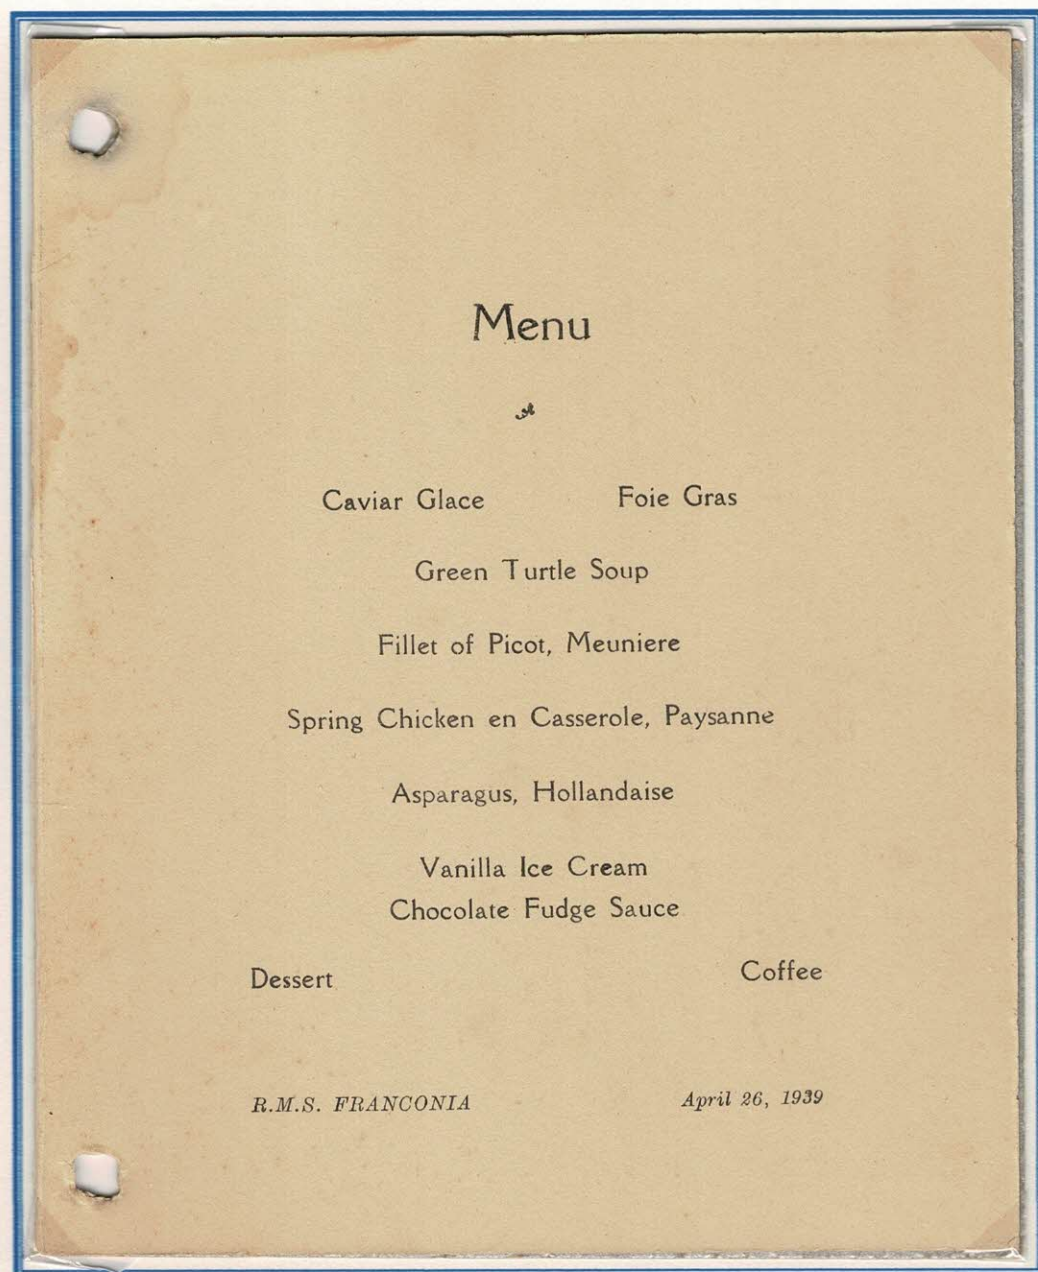 Menu
Caviar Glace Foie Gras
Green Turtle Soup
Fillet of Picot, Meuniere
Spring Chicken en Casserole, Paysanne
Asparagus, Hollandaise
Vanilla Ice Cream
Chocolate Fudge Sauce
Dessert Coffee
R.M.S. FRANCONIA April 26, 1939